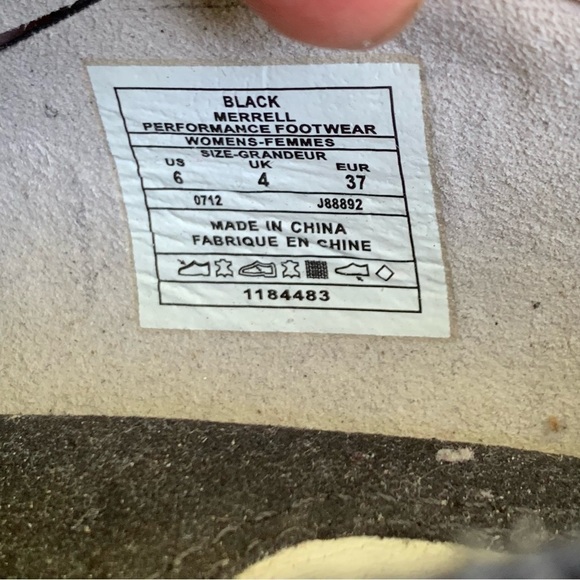 BLACK
MERRELL
PERFORMANCE FOOTWEAR
WOMENS-FEMMES
SIZE-GRANDEUR
US UK EUR
6 4 37
0712 J88892
MADE IN CHINA
FABRIQUE EN CHINE
1184483